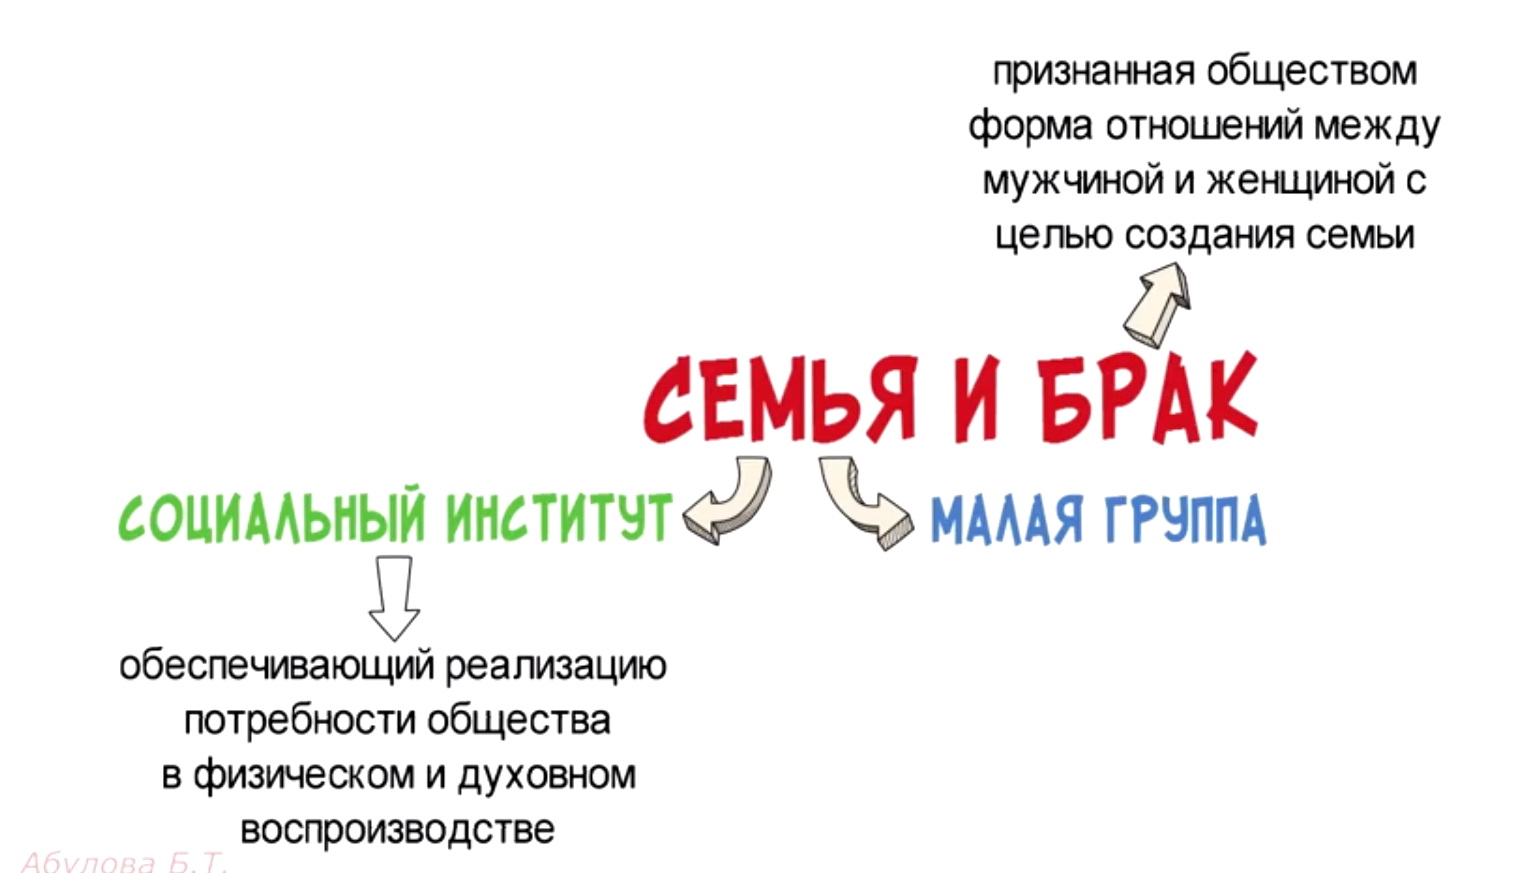 признанная обществом
форма отношений между
мужчиной и женщиной с
целью создания семьи
СЕМЬЯ И БРАК
СОЦИАЛЬНЫЙ ИНСТИТУТ
МАЛАЯ ГРУППА
обеспечивающий реализацию
потребности общества
в физическом и духовном
воспроизводстве
Абулова Б.Т.